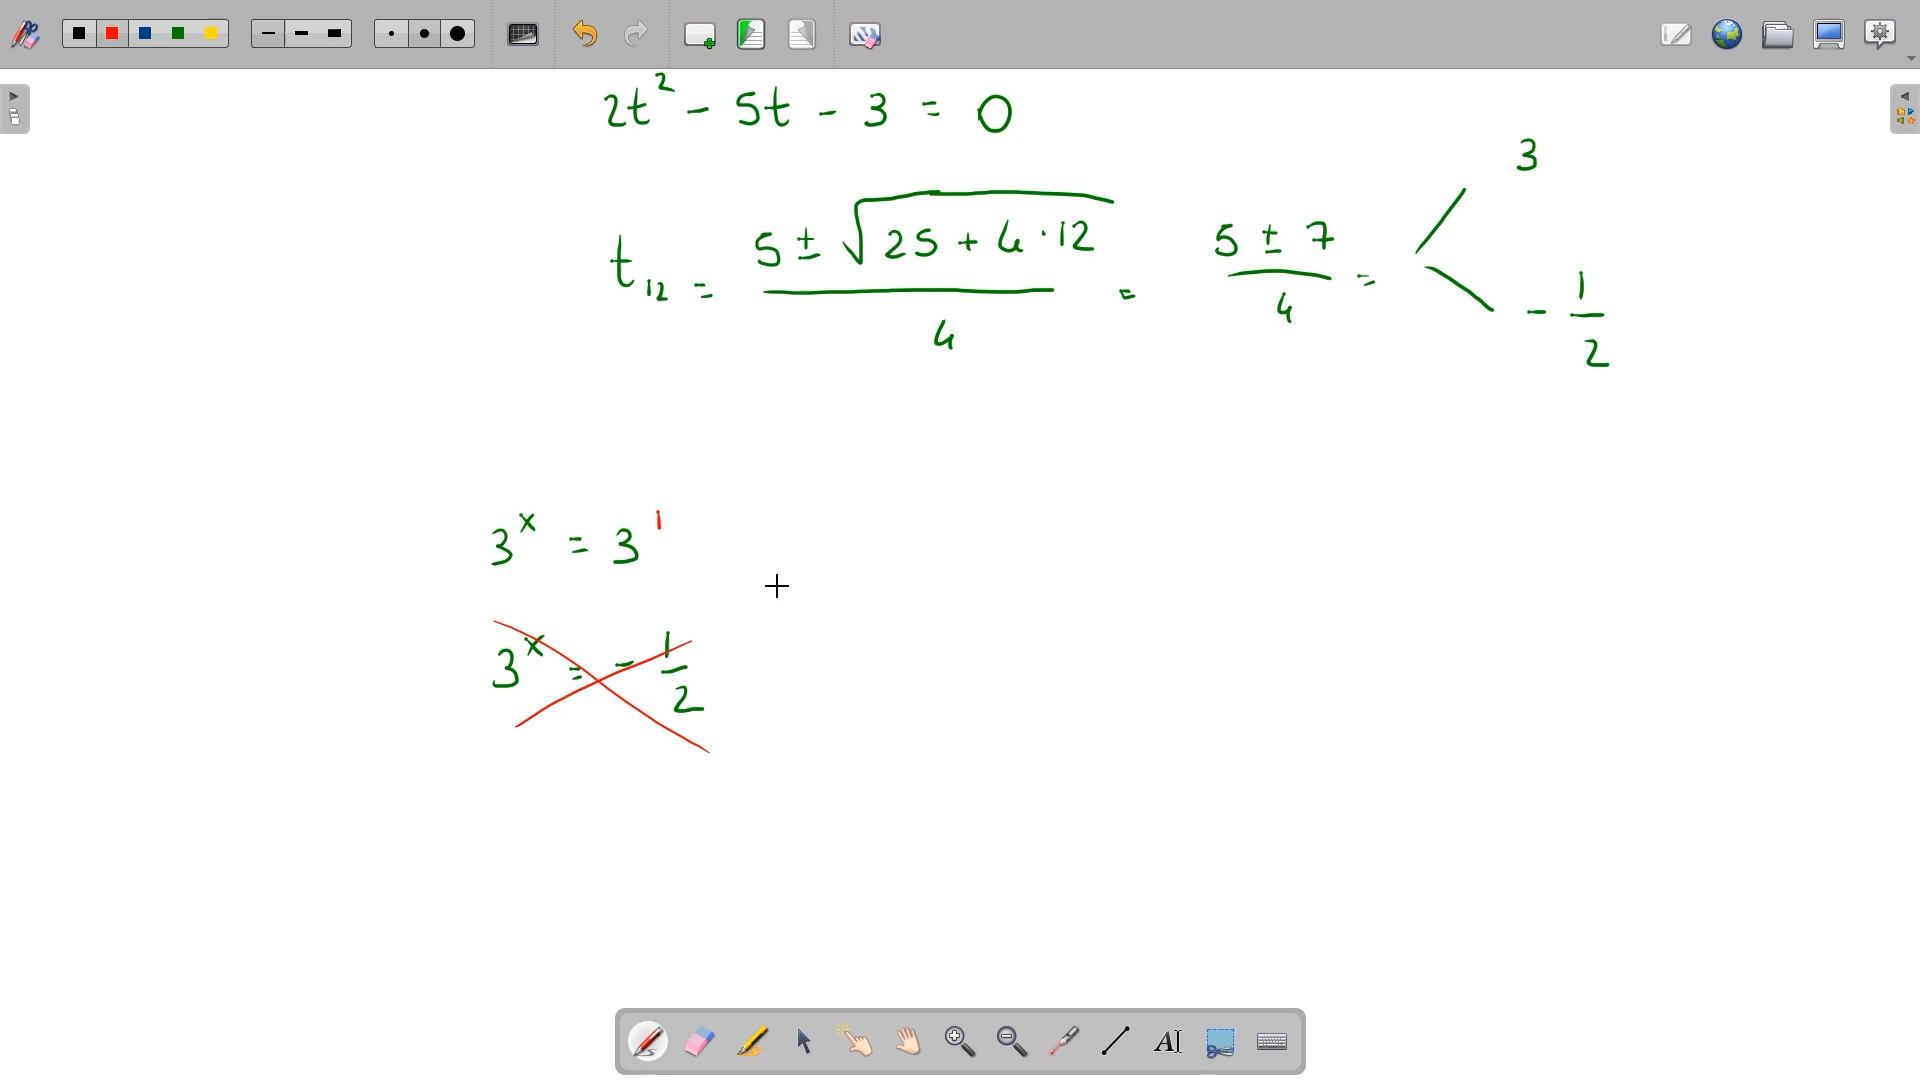 2t² - 5t - 3 = 0
t₁₂ = (5 ± √(25 + 4·12))/4 = (5 ± 7)/4 = 3
- 1/2
3ˣ = 3¹
3ˣ = - 1/2
AI